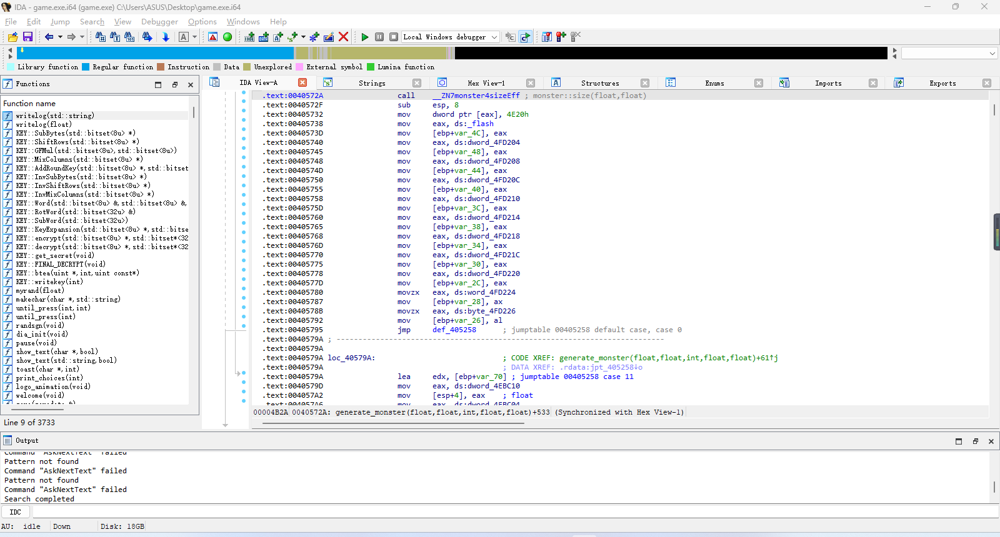 IDA - game.exe.i64 (game.exe) C:\Users\ASUS\Desktop\game.exe.i64
File Edit Jump Search View Debugger Options Windows Help
Local Windows debugger
Library function Regular function Instruction Data Unexplored External symbol Lumina function
Functions
Function name
writelog(std::string)
writelog(float)
KEY::SubBytes(std::bitset<8u> *)
KEY::ShiftRows(std::bitset<8u> *)
KEY::GFMul(std::bitset<8u>,std::bitset<8u>)
KEY::MixColumns(std::bitset<8u> *)
KEY::AddRoundKey(std::bitset<8u> *,std::bitset
KEY::InvSubBytes(std::bitset<8u> *)
KEY::InvShiftRows(std::bitset<8u> *)
KEY::InvMixColumns(std::bitset<8u> *)
KEY::Word(std::bitset<8u> &,std::bitset<8u> &,
KEY::RotWord(std::bitset<32u> &)
KEY::SubWord(std::bitset<32u>)
KEY::KeyExpansion(std::bitset<8u> *,std::bitse
KEY::encrypt(std::bitset<8u> *,std::bitset*<32
KEY::decrypt(std::bitset<8u> *,std::bitset*<32
KEY::get_secret(void)
KEY::FINAL_DECRYPT(void)
KEY::btea(uint *,int,uint const*)
KEY::writekey(int)
myrand(float)
makechar(char *,std::string)
until_press(int,int)
until_press(int)
randsgn(void)
dia_init(void)
pause(void)
show_text(char *,bool)
show_text(std::string,bool)
toast(char *,int)
print_choices(int)
logo_animation(void)
welcome(void)
Line 9 of 3733
IDA View-A Strings Hex View-1 Structures Enums Imports Exports
.text:0040572A call __ZN7monster4sizeEff ; monster::size(float,float)
.text:0040572F sub esp, 8
.text:00405732 mov dword ptr [eax], 4E20h
.text:00405738 mov eax, ds:_flash
.text:0040573D mov [ebp+var_4C], eax
.text:00405740 mov eax, ds:dword_4FD204
.text:00405745 mov [ebp+var_48], eax
.text:00405748 mov eax, ds:dword_4FD208
.text:0040574D mov [ebp+var_44], eax
.text:00405750 mov eax, ds:dword_4FD20C
.text:00405755 mov [ebp+var_40], eax
.text:00405758 mov eax, ds:dword_4FD210
.text:0040575D mov [ebp+var_3C], eax
.text:00405760 mov eax, ds:dword_4FD214
.text:00405765 mov [ebp+var_38], eax
.text:00405768 mov eax, ds:dword_4FD218
.text:0040576D mov [ebp+var_34], eax
.text:00405770 mov eax, ds:dword_4FD21C
.text:00405775 mov [ebp+var_30], eax
.text:00405778 mov eax, ds:dword_4FD220
.text:0040577D mov [ebp+var_2C], eax
.text:00405780 movzx eax, ds:word_4FD224
.text:00405787 mov [ebp+var_28], ax
.text:0040578B movzx eax, ds:byte_4FD226
.text:00405792 mov [ebp+var_26], al
.text:00405795 jmp def_405258 ; jumptable 00405258 default case, case 0
.text:0040579A ; ---------------------------------------------------------------------------
.text:0040579A
.text:0040579A loc_40579A: ; CODE XREF: generate_monster(float,float,int,float,float)+61↑j
.text:0040579A ; DATA XREF: .rdata:jpt_405258↓o
.text:0040579A lea edx, [ebp+var_70] ; jumptable 00405258 case 11
.text:0040579D mov eax, ds:dword_4EBC10
.text:004057A2 mov [esp+4], eax ; float
.text:004057A6 mov eax, ds:dword_4EBC04
00004B2A 0040572A: generate_monster(float,float,int,float,float)+533 (Synchronized with Hex View-1)
Output
Command "AskNextText" failed
Pattern not found
Command "AskNextText" failed
Pattern not found
Command "AskNextText" failed
Search completed
IDC
AU: idle Down Disk: 18GB